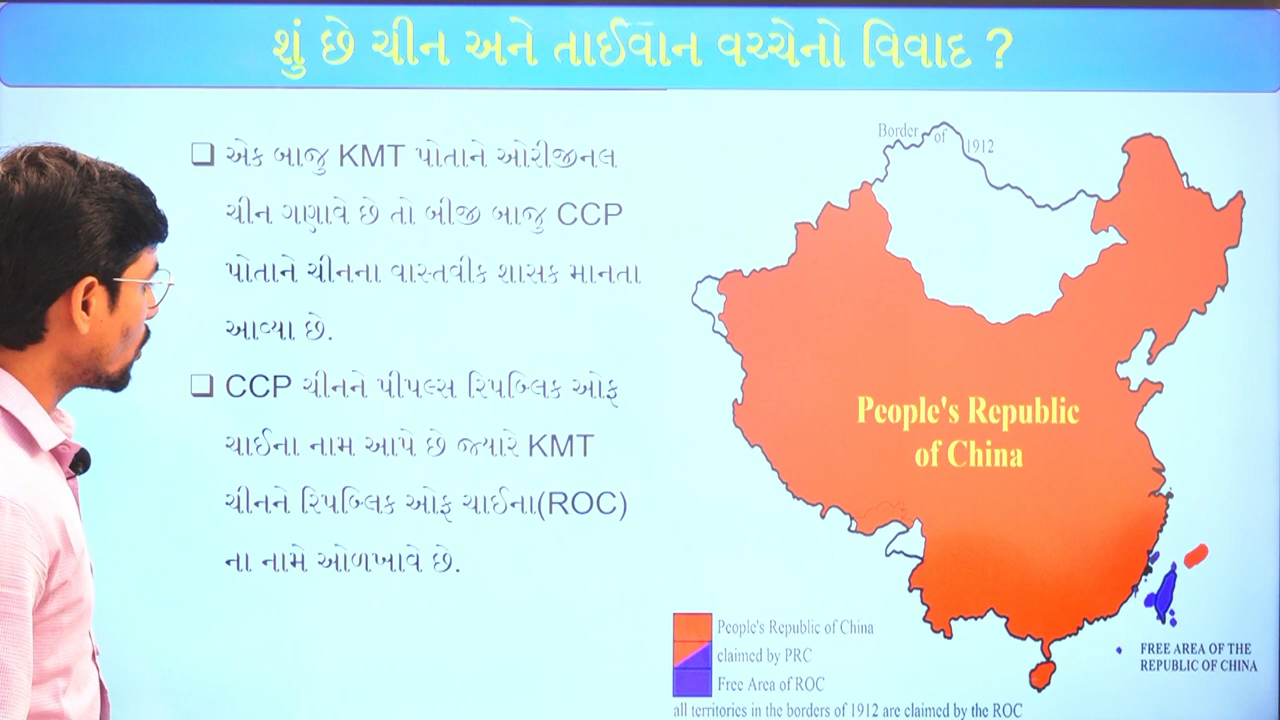 શું છે ચીન અને તાઈવાન વચ્ચેનો વિવાદ ?
❑ એક બાજુ KMT પોતાને ઓરીજીનલ
ચીન ગણાવે છે તો બીજી બાજુ CCP
પોતાને ચીનના વાસ્તવીક શાસક માનતા
આવ્યા છે.
❑ CCP ચીનને પીપલ્સ રિપબ્લિક ઓફ
ચાઈના નામ આપે છે જ્યારે KMT
ચીનને રિપબ્લિક ઓફ ચાઈના(ROC)
ના નામે ઓળખાવે છે.
Border of 1912
People's Republic
of China
People's Republic of China
claimed by PRC
Free Area of ROC
all territories in the borders of 1912 are claimed by the ROC
FREE AREA OF THE
REPUBLIC OF CHINA